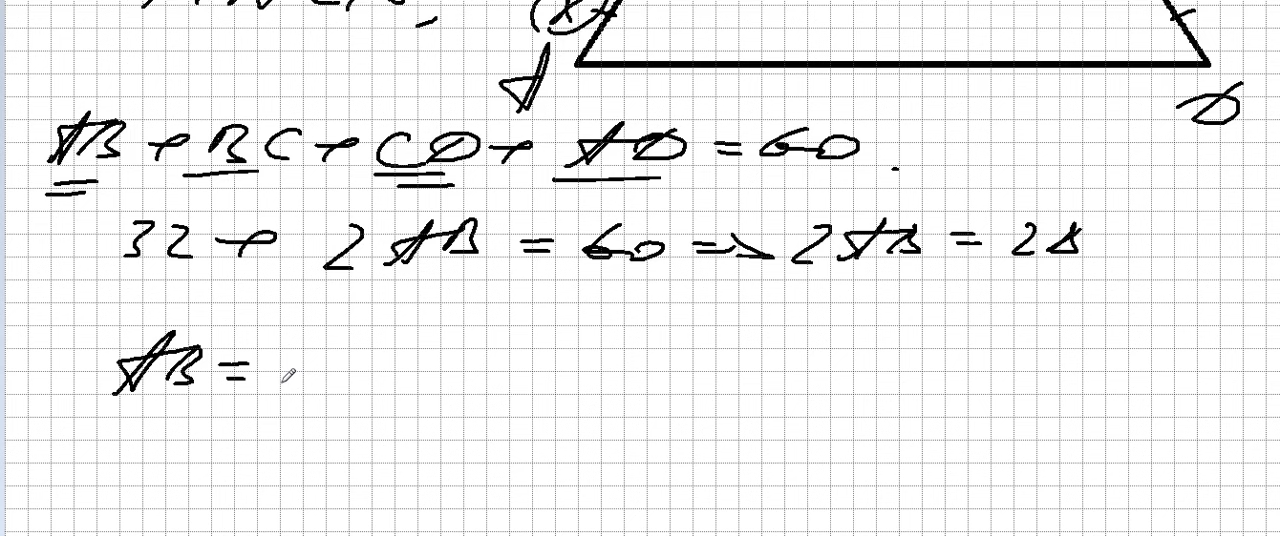 (x)
A
D
AB + BC + CD + AD = 60.
32 + 2AB = 60 => 2AB = 28
AB =